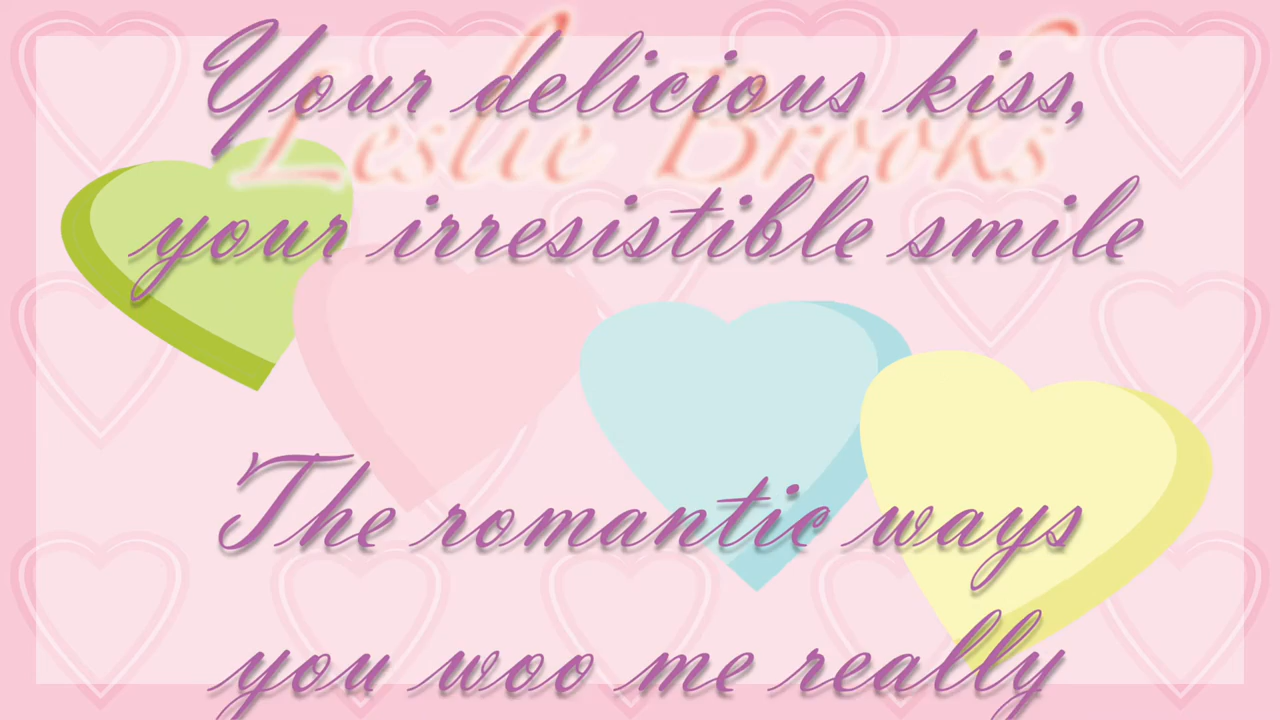 Your delicious kiss,
Leslie Brooks
your irresistible smile
The romantic ways
you woo me really